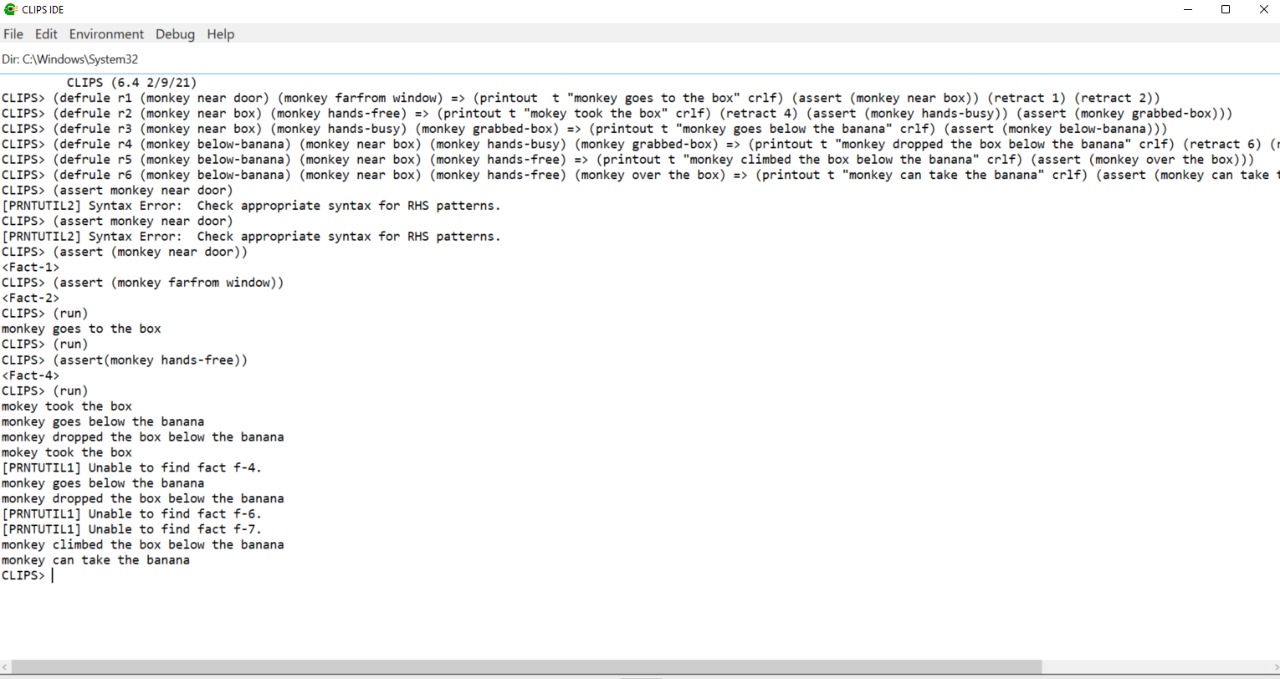 CLIPS IDE
File Edit Environment Debug Help
Dir: C:\Windows\System32
CLIPS (6.4 2/9/21)
CLIPS> (defrule r1 (monkey near door) (monkey farfrom window) => (printout  t "monkey goes to the box" crlf) (assert (monkey near box)) (retract 1) (retract 2))
CLIPS> (defrule r2 (monkey near box) (monkey hands-free) => (printout t "mokey took the box" crlf) (retract 4) (assert (monkey hands-busy)) (assert (monkey grabbed-box)))
CLIPS> (defrule r3 (monkey near box) (monkey hands-busy) (monkey grabbed-box) => (printout t "monkey goes below the banana" crlf) (assert (monkey below-banana)))
CLIPS> (defrule r4 (monkey below-banana) (monkey near box) (monkey hands-busy) (monkey grabbed-box) => (printout t "monkey dropped the box below the banana" crlf) (retract 6) (
CLIPS> (defrule r5 (monkey below-banana) (monkey near box) (monkey hands-free) => (printout t "monkey climbed the box below the banana" crlf) (assert (monkey over the box)))
CLIPS> (defrule r6 (monkey below-banana) (monkey near box) (monkey hands-free) (monkey over the box) => (printout t "monkey can take the banana" crlf) (assert (monkey can take
CLIPS> (assert monkey near door)
[PRNTUTIL2] Syntax Error:  Check appropriate syntax for RHS patterns.
CLIPS> (assert monkey near door)
[PRNTUTIL2] Syntax Error:  Check appropriate syntax for RHS patterns.
CLIPS> (assert (monkey near door))
<Fact-1>
CLIPS> (assert (monkey farfrom window))
<Fact-2>
CLIPS> (run)
monkey goes to the box
CLIPS> (run)
CLIPS> (assert(monkey hands-free))
<Fact-4>
CLIPS> (run)
mokey took the box
monkey goes below the banana
monkey dropped the box below the banana
mokey took the box
[PRNTUTIL1] Unable to find fact f-4.
monkey goes below the banana
monkey dropped the box below the banana
[PRNTUTIL1] Unable to find fact f-6.
[PRNTUTIL1] Unable to find fact f-7.
monkey climbed the box below the banana
monkey can take the banana
CLIPS>